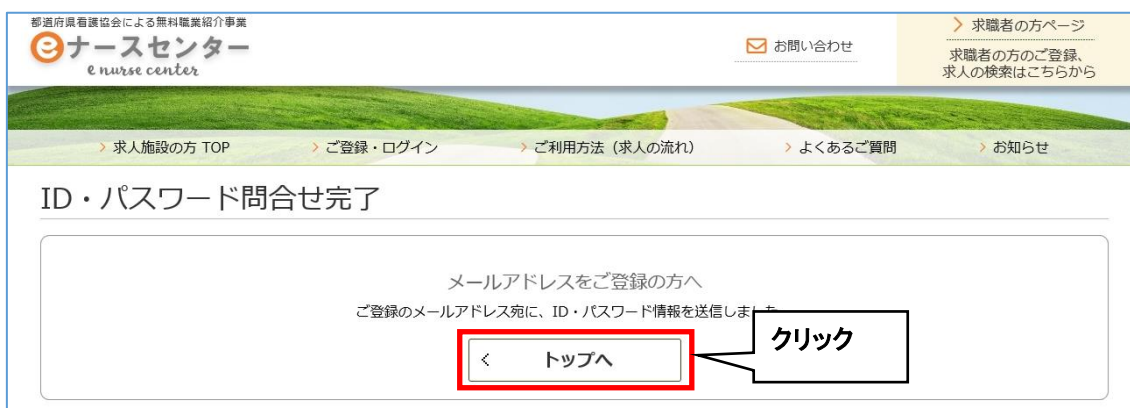 都道府県看護協会による無料職業紹介事業
eナースセンター
e nurse center
お問い合わせ
> 求職者の方ページ
求職者の方のご登録、
求人の検索はこちらから
> 求人施設の方 TOP > ご登録・ログイン > ご利用方法（求人の流れ） > よくあるご質問 > お知らせ
ID・パスワード問合せ完了
メールアドレスをご登録の方へ
ご登録のメールアドレス宛に、ID・パスワード情報を送信しま
クリック
< トップへ